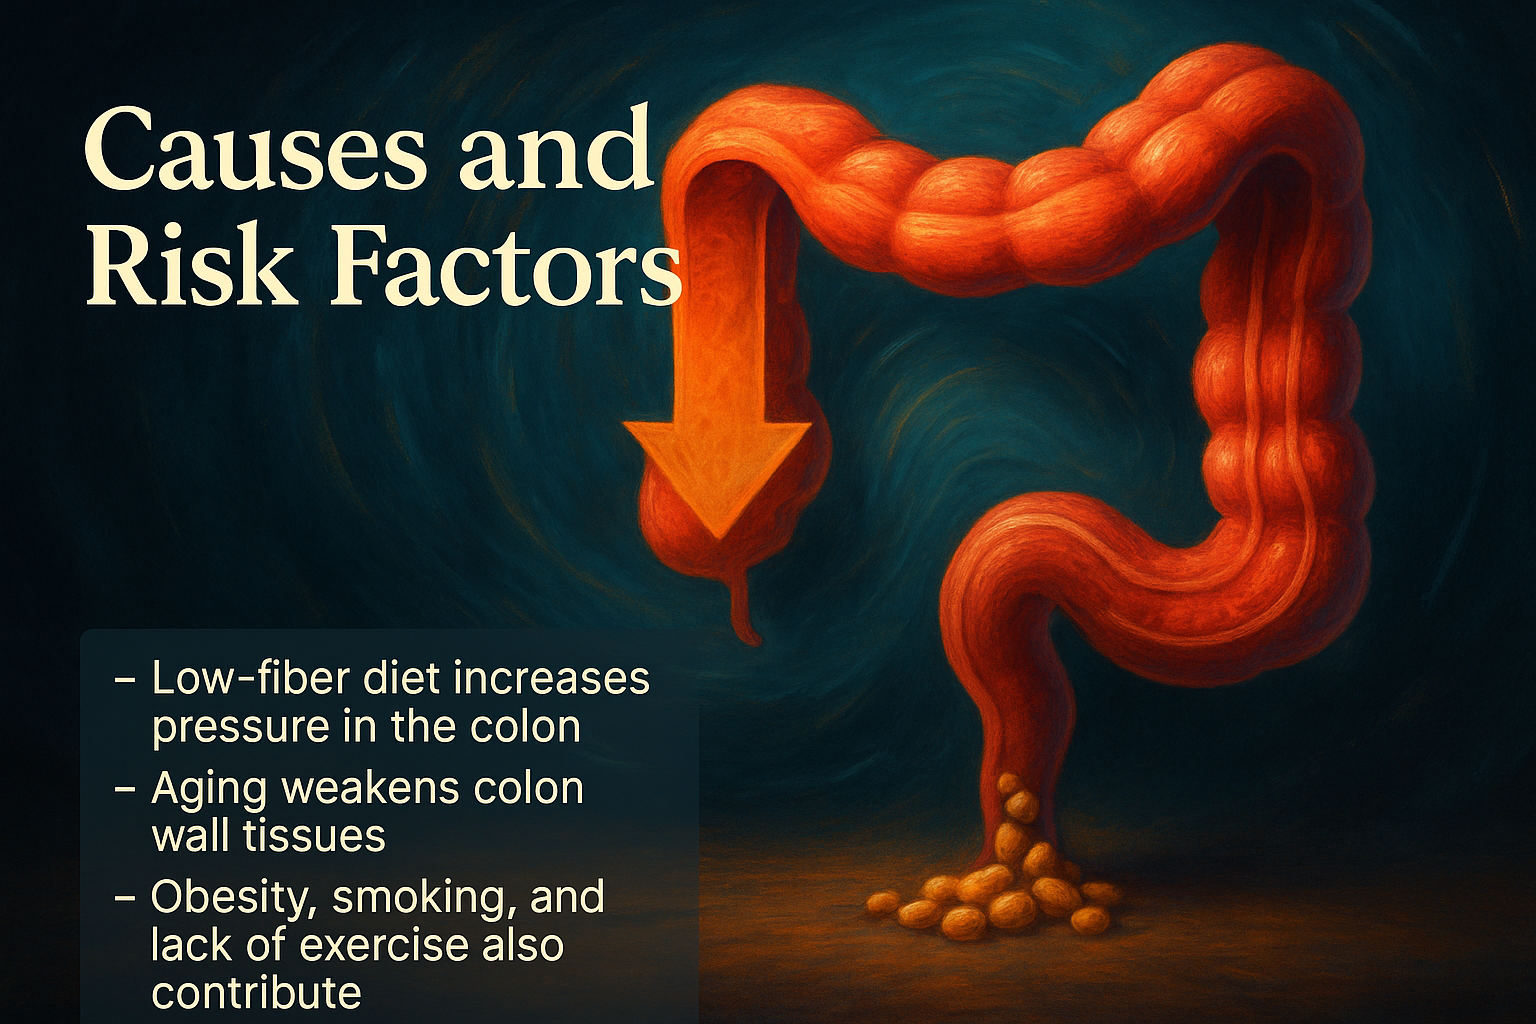 Causes and
Risk Factors
– Low-fiber diet increases
pressure in the colon
– Aging weakens colon
wall tissues
– Obesity, smoking, and
lack of exercise also
contribute